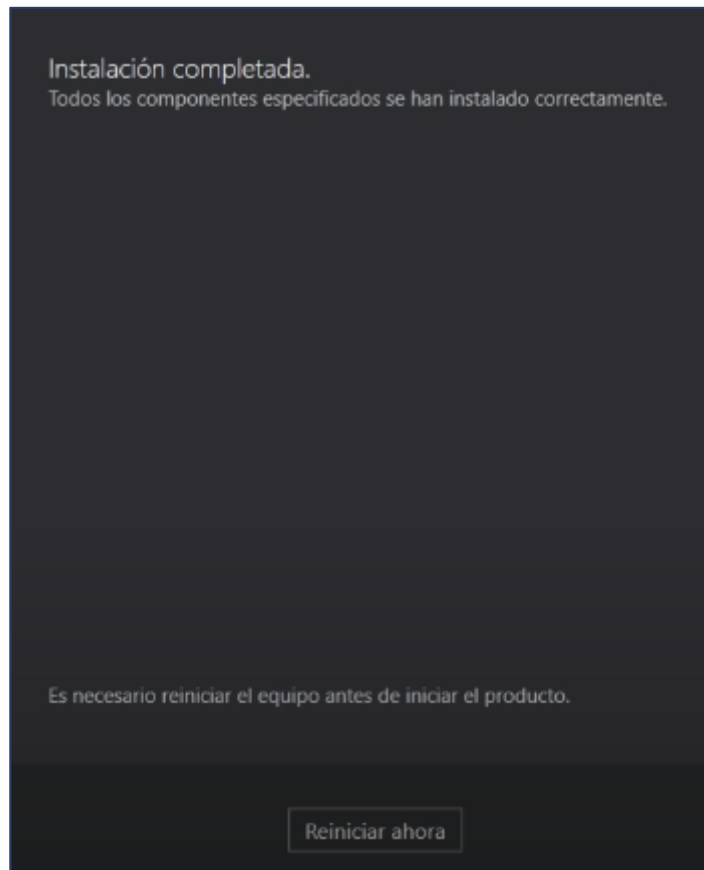 Instalación completada.
Todos los componentes especificados se han instalado correctamente.
Es necesario reiniciar el equipo antes de iniciar el producto.
Reiniciar ahora